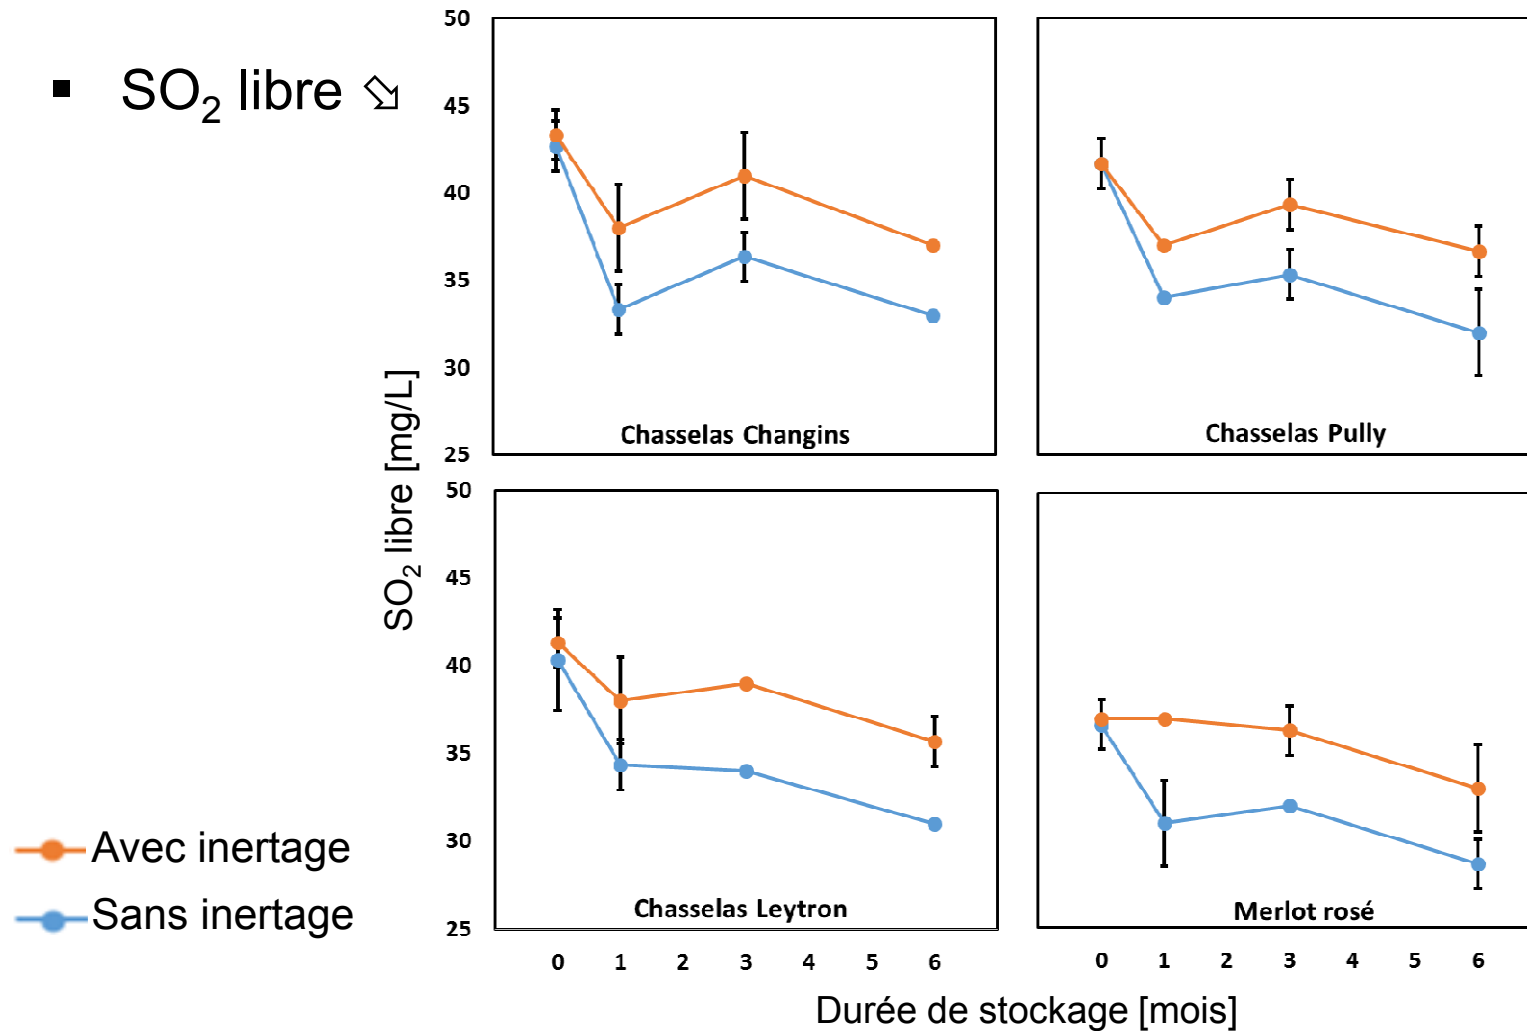 ▪ SO₂ libre ⇘
50
45
40
35
30
25
Chasselas Changins
Chasselas Pully
SO₂ libre [mg/L]
50
45
40
35
30
25
Chasselas Leytron
Merlot rosé
Avec inertage
Sans inertage
0 1 2 3 4 5 6
0 1 2 3 4 5 6
Durée de stockage [mois]